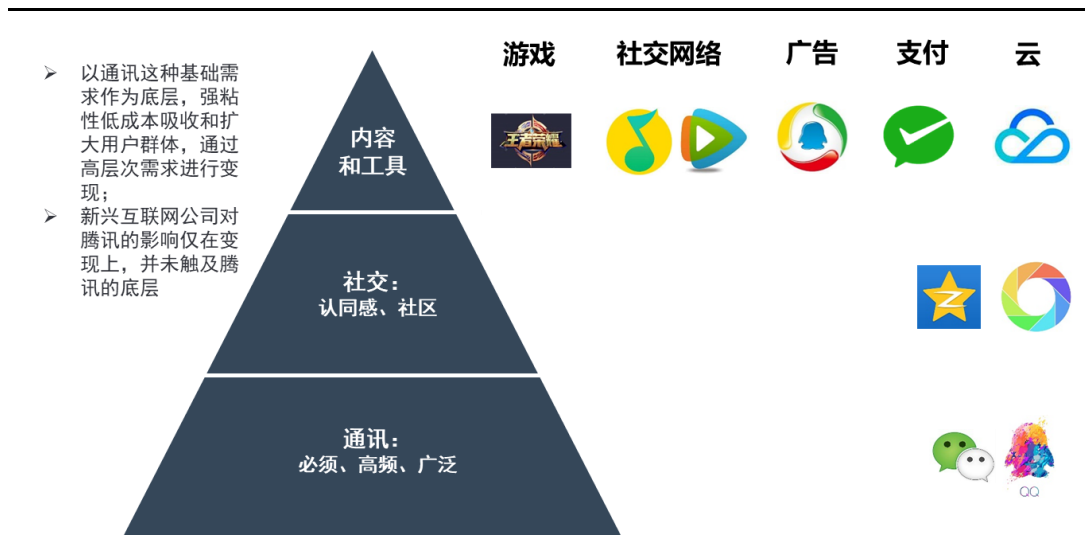 游戏
社交网络
广告
支付
云
➢ 以通讯这种基础需
求作为底层，强粘
性低成本吸收和扩
大用户群体，通过
高层次需求进行变
现；
➢ 新兴互联网公司对
腾讯的影响仅在变
现上，并未触及腾
讯的底层
内容
和工具
王者荣耀
社交：
认同感、社区
通讯：
必须、高频、广泛
QQ